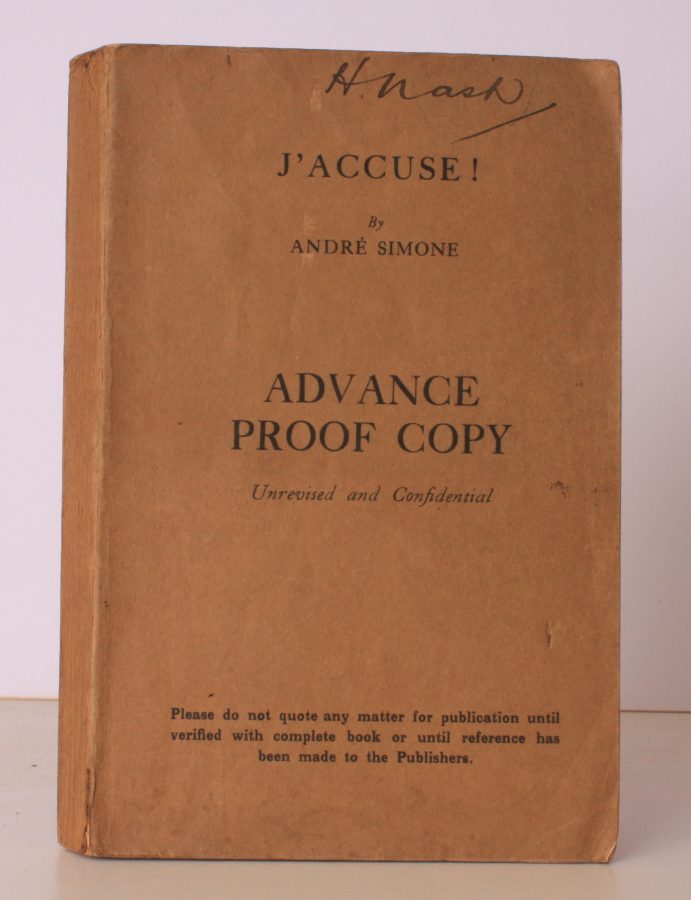 H. Nash
J'ACCUSE!
By
ANDRÉ SIMONE
ADVANCE
PROOF COPY
Unrevised and Confidential
Please do not quote any matter for publication until
verified with complete book or until reference has
been made to the Publishers.